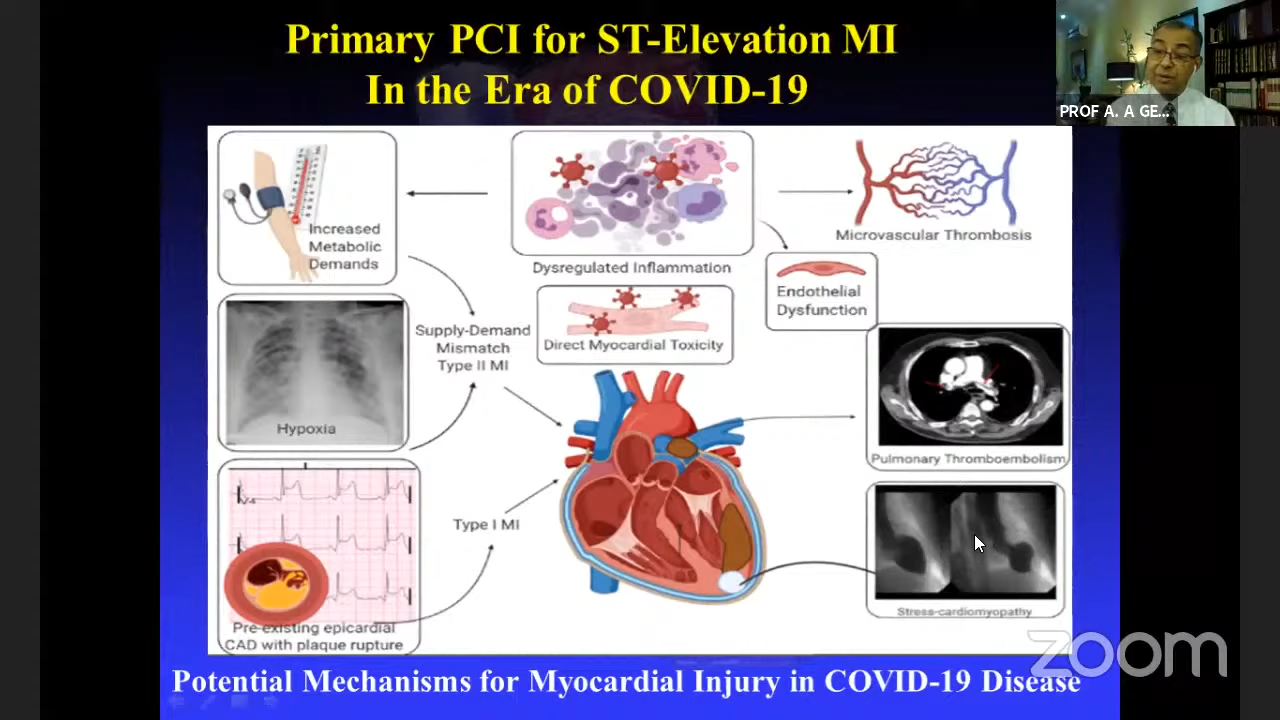 Primary PCI for ST-Elevation MI
In the Era of COVID-19
PROF A. A GE...
Increased
Metabolic
Demands
Dysregulated Inflammation
Microvascular Thrombosis
Endothelial
Dysfunction
Supply-Demand
Mismatch
Type II MI
Direct Myocardial Toxicity
Hypoxia
Pulmonary Thromboembolism
Type I MI
V4
Pre-existing epicardial
CAD with plaque rupture
Stress-cardiomyopathy
zoom
Potential Mechanisms for Myocardial Injury in COVID-19 Disease